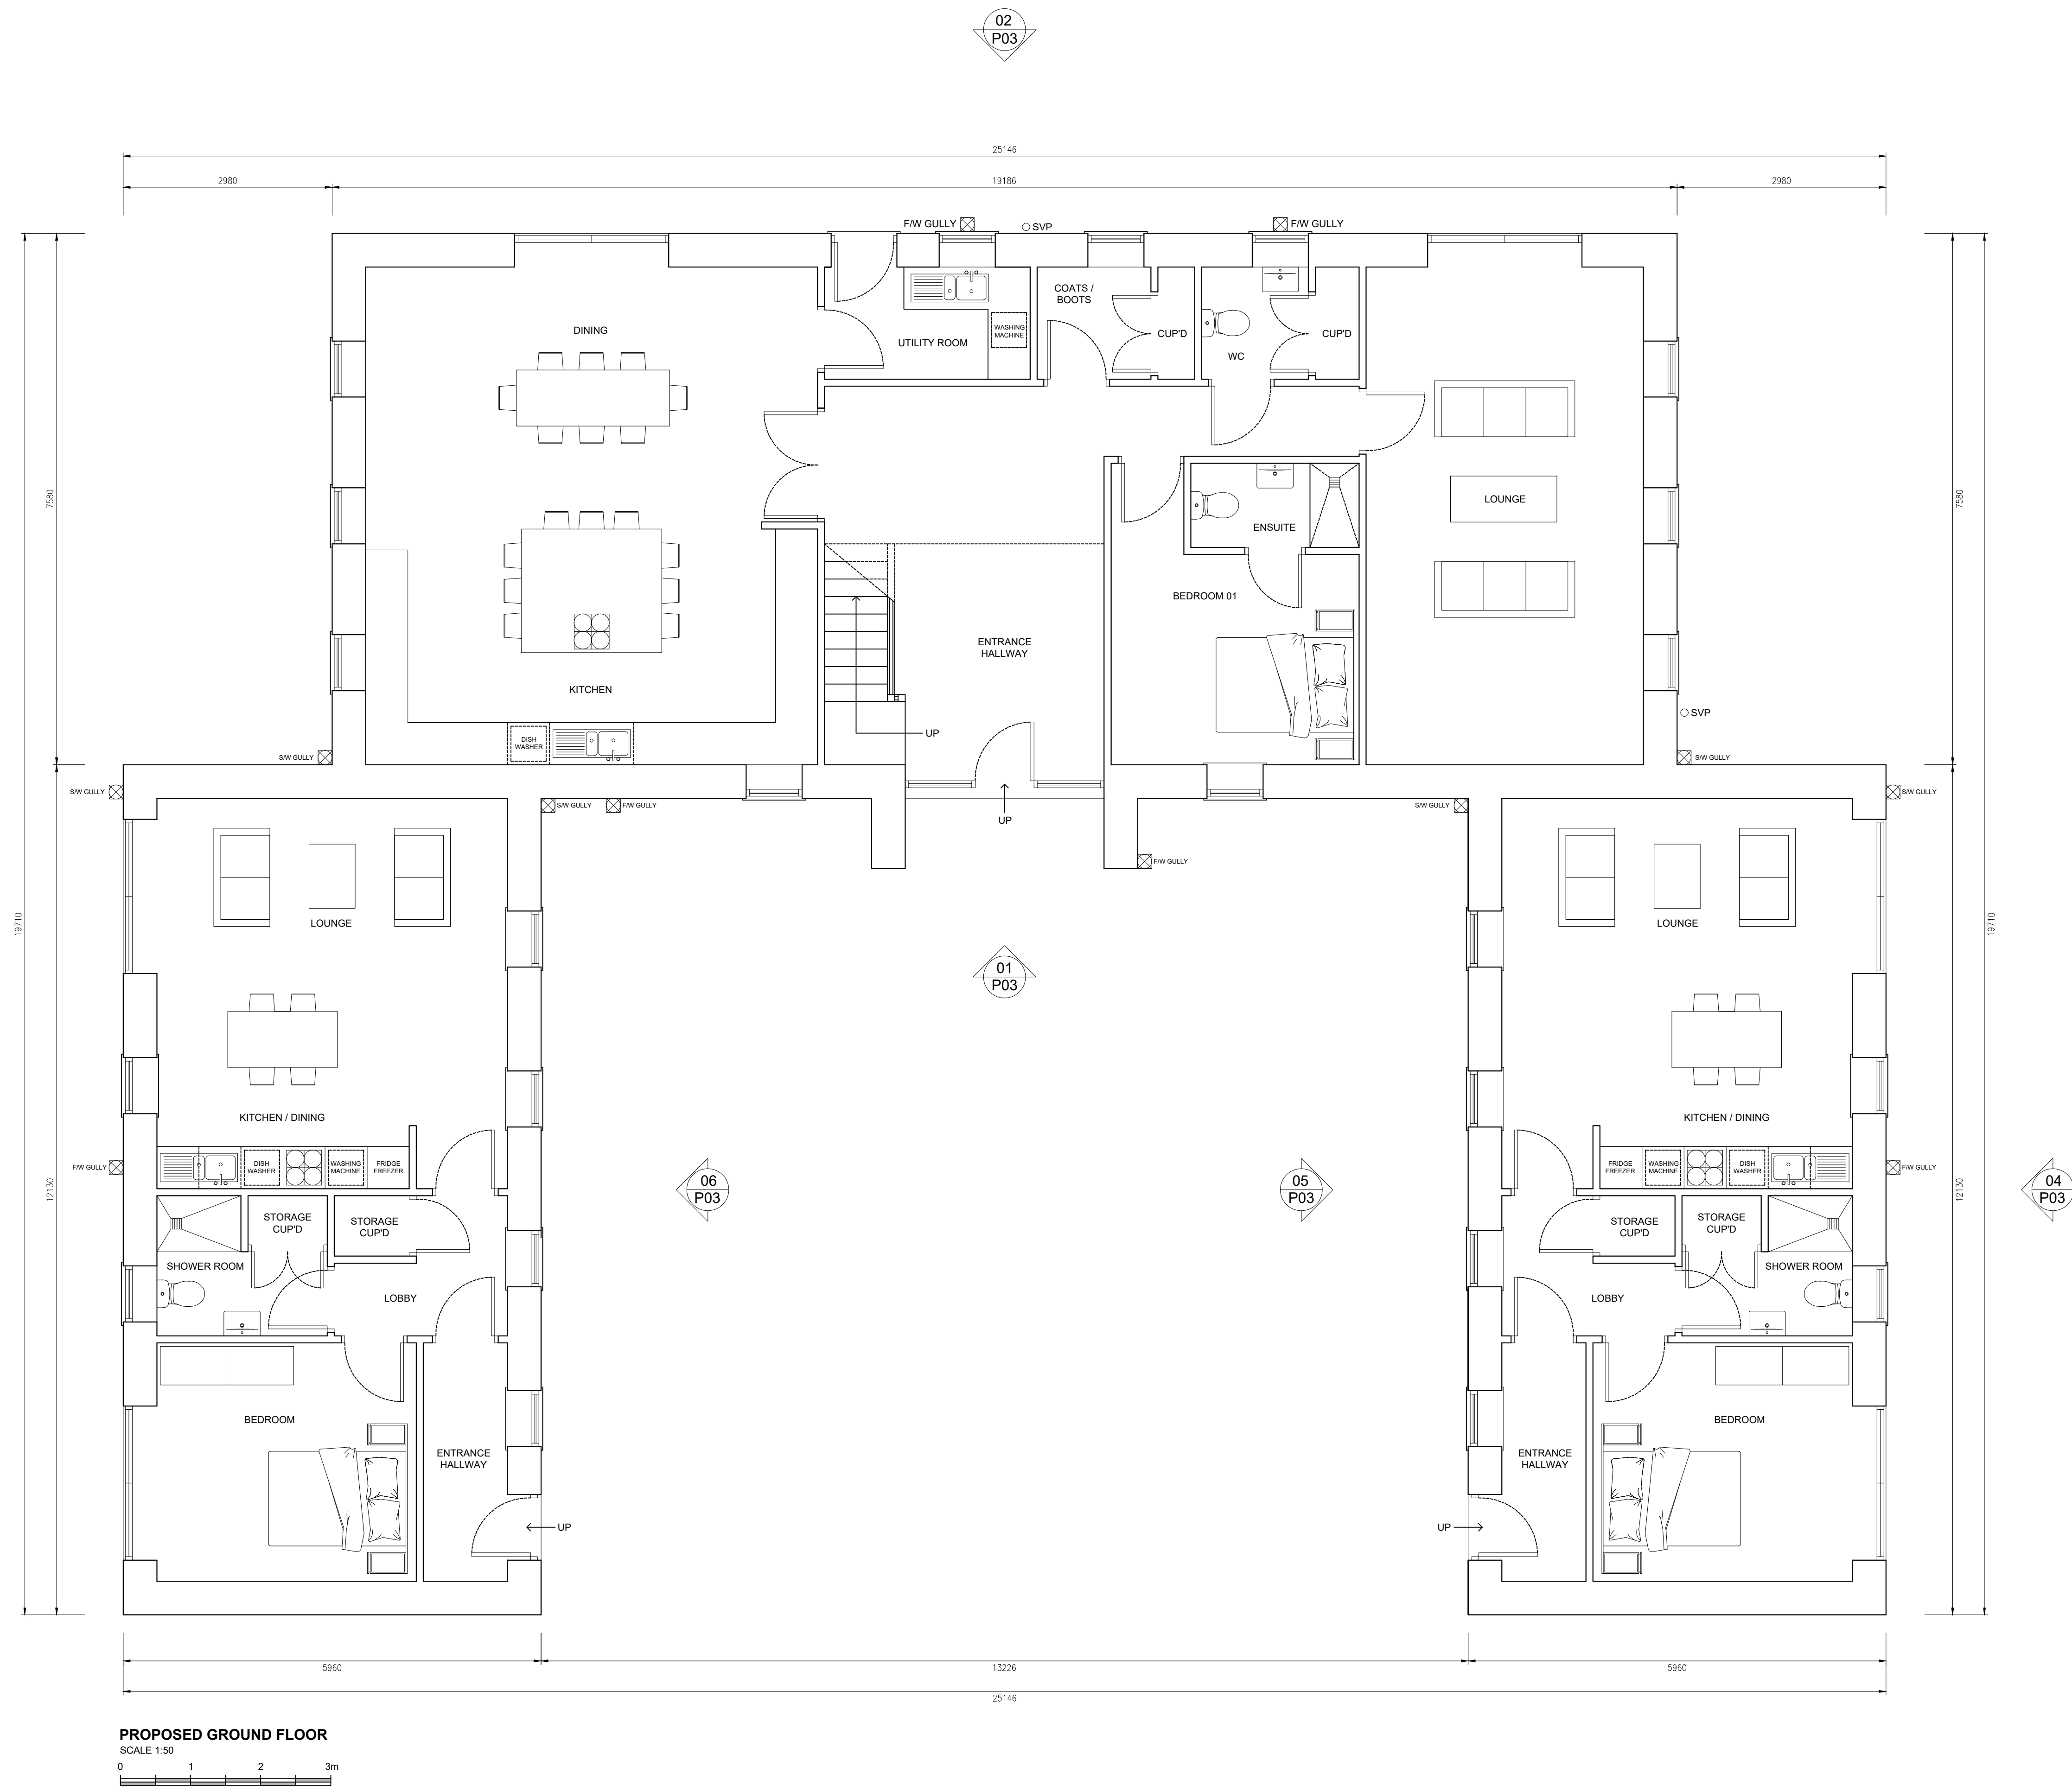 02
P03
25146
2980
19186
2980
F/W GULLY
SVP
F/W GULLY
COATS /
BOOTS
DINING
WASHING
MACHINE
CUP'D
CUP'D
UTILITY ROOM
WC
7580
7580
LOUNGE
ENSUITE
BEDROOM 01
ENTRANCE
HALLWAY
KITCHEN
SVP
UP
DISH
WASHER
S/W GULLY
S/W GULLY
S/W GULLY
S/W GULLY
S/W GULLY
F/W GULLY
S/W GULLY
UP
F/W GULLY
LOUNGE
LOUNGE
19710
19710
01
P03
KITCHEN / DINING
KITCHEN / DINING
F/W GULLY
DISH
WASHER
WASHING
MACHINE
FRIDGE
FREEZER
FRIDGE
FREEZER
WASHING
MACHINE
DISH
WASHER
F/W GULLY
12130
06
P03
05
P03
12130
04
P03
STORAGE
CUP'D
STORAGE
CUP'D
STORAGE
CUP'D
STORAGE
CUP'D
SHOWER ROOM
SHOWER ROOM
LOBBY
LOBBY
BEDROOM
BEDROOM
ENTRANCE
HALLWAY
ENTRANCE
HALLWAY
UP
UP
5960
13226
5960
25146
PROPOSED GROUND FLOOR
SCALE 1:50
0 1 2 3m